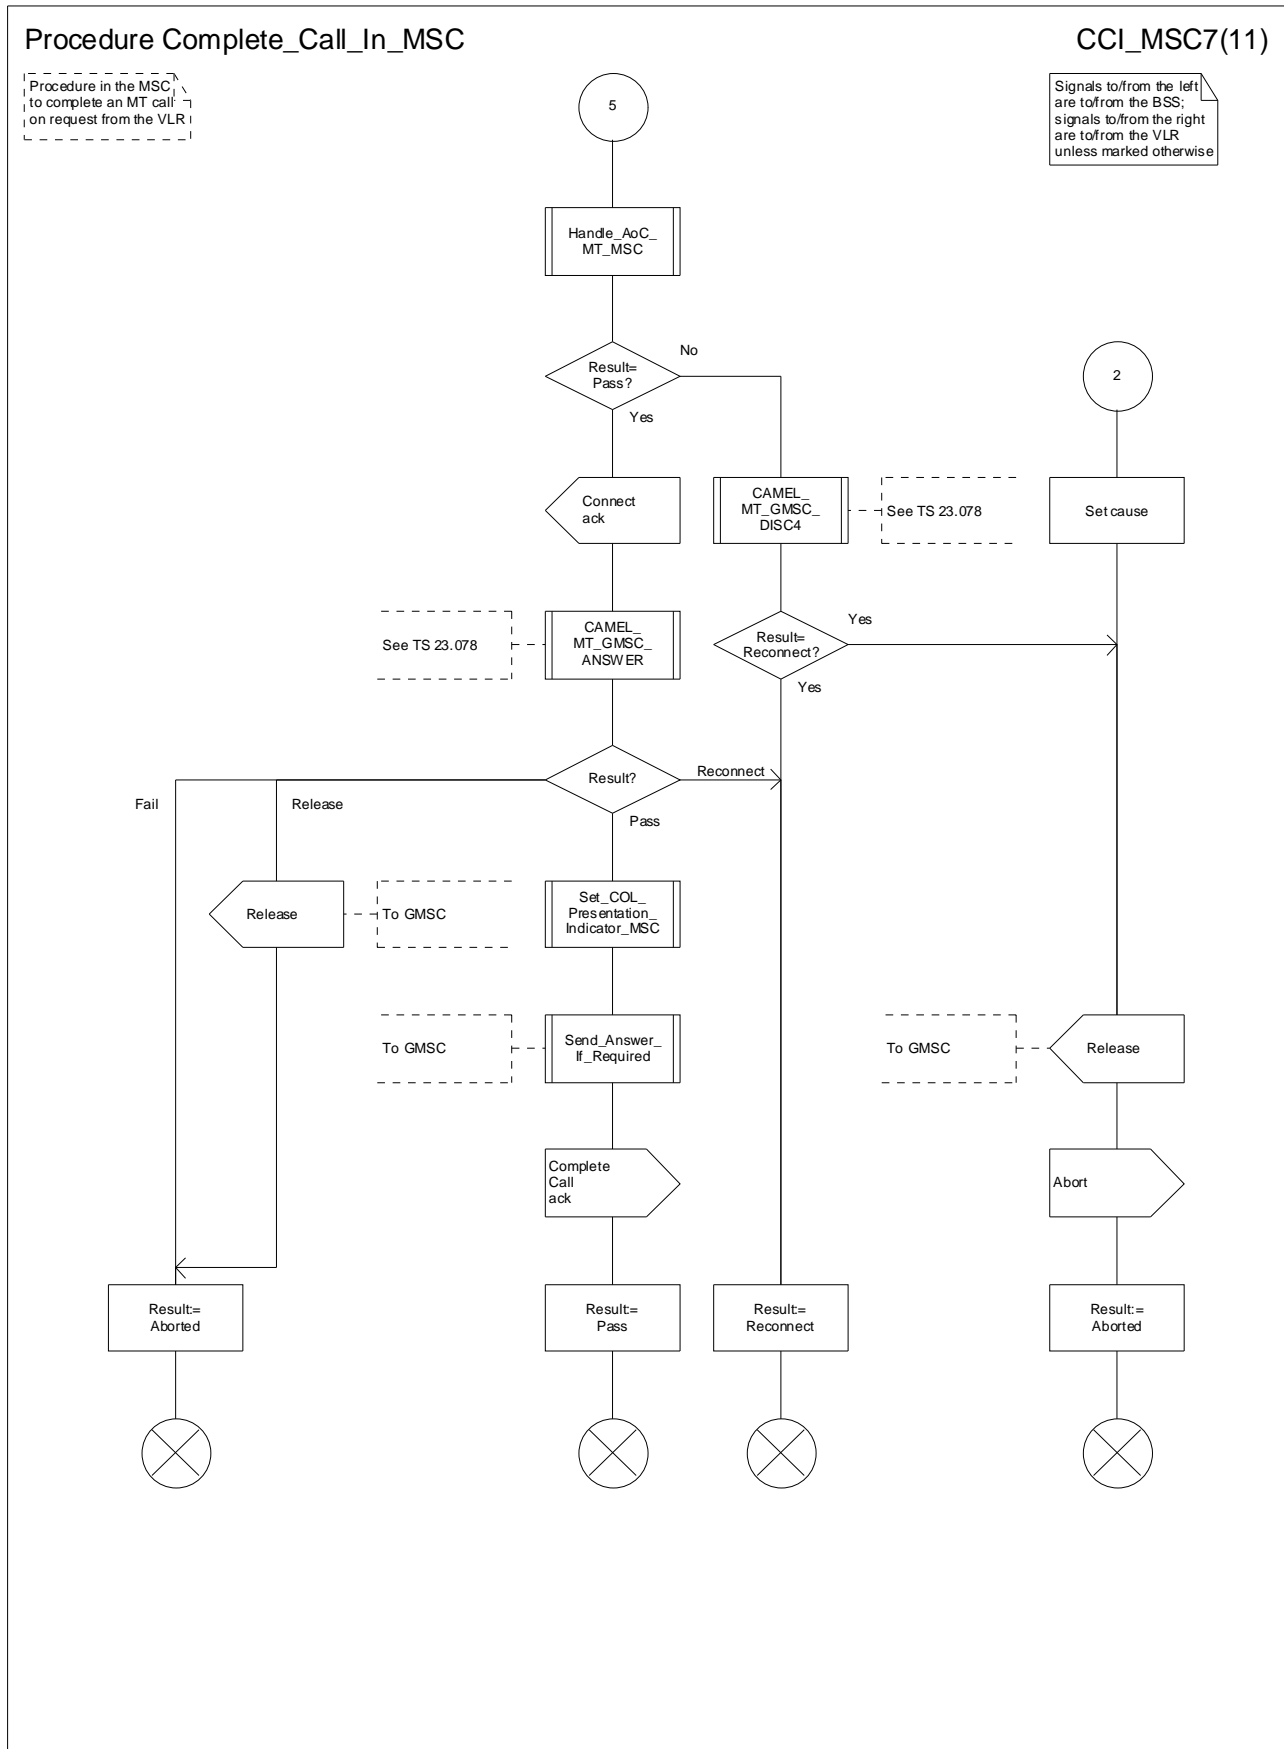 Procedure Complete_Call_In_MSC
CCI_MSC7(11)
Procedure in the MSC
to complete an MT call
on request from the VLR
5
Signals to/from the left
are to/from the BSS;
signals to/from the right
are to/from the VLR
unless marked otherwise
Handle_AoC_
MT_MSC
No
Result=
Pass?
Yes
2
Connect
ack
CAMEL_
MT_GMSC_
DISC4
See TS 23.078
Set cause
See TS 23.078
CAMEL_
MT_GMSC_
ANSWER
Result=
Reconnect?
Yes
Yes
Result?
Reconnect
Fail
Release
Pass
Release
To GMSC
Set_COL_
Presentation_
Indicator_MSC
To GMSC
Send_Answer_
If_Required
To GMSC
Release
Complete
Call
ack
Abort
Result:=
Aborted
Result:=
Pass
Result:=
Reconnect
Result:=
Aborted